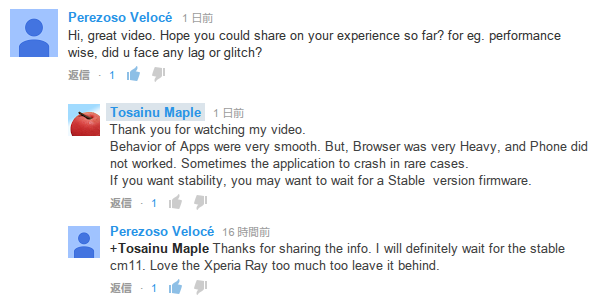 Perezoso Velocé 1 日前
Hi, great video. Hope you could share on your experience so far? for eg. performance
wise, did u face any lag or glitch?
返信 · 1
Tosainu Maple 1 日前
Thank you for watching my video.
Behavior of Apps were very smooth. But, Browser was very Heavy, and Phone did
not worked. Sometimes the application to crash in rare cases.
If you want stability, you may want to wait for a Stable version firmware.
返信 · 1
Perezoso Velocé 16 時間前
+Tosainu Maple Thanks for sharing the info. I will definitely wait for the stable
cm11. Love the Xperia Ray too much too leave it behind.
返信 · 1